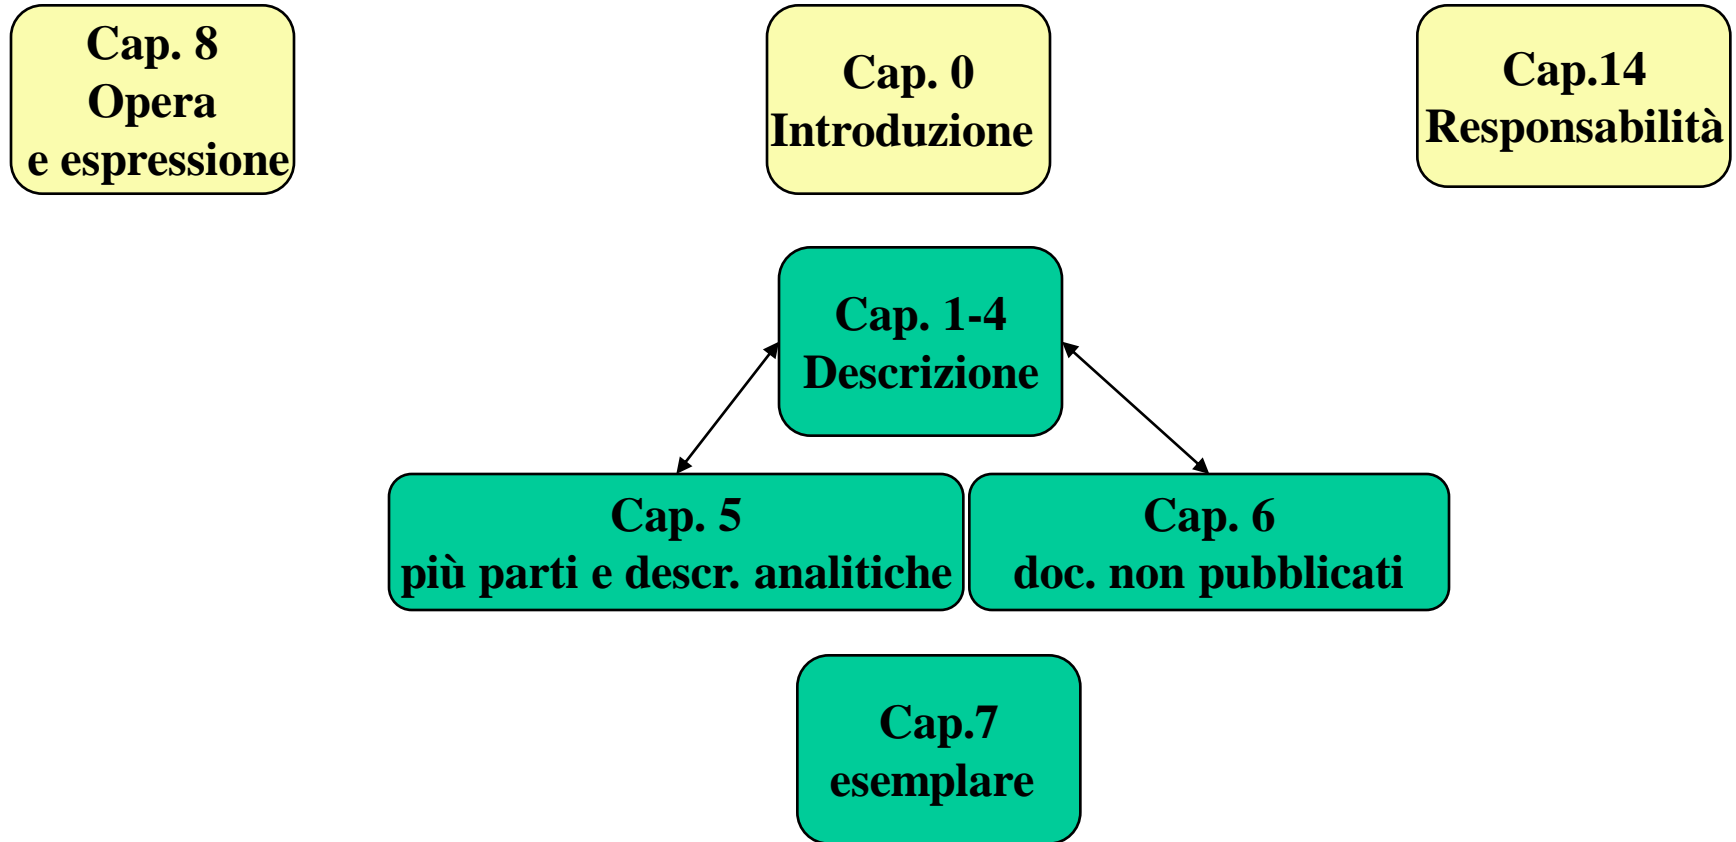 Cap. 8
Opera
e espressione
Cap. 0
Introduzione
Cap.14
Responsabilità
Cap. 1-4
Descrizione
Cap. 5
più parti e descr. analitiche
Cap. 6
doc. non pubblicati
Cap.7
esemplare